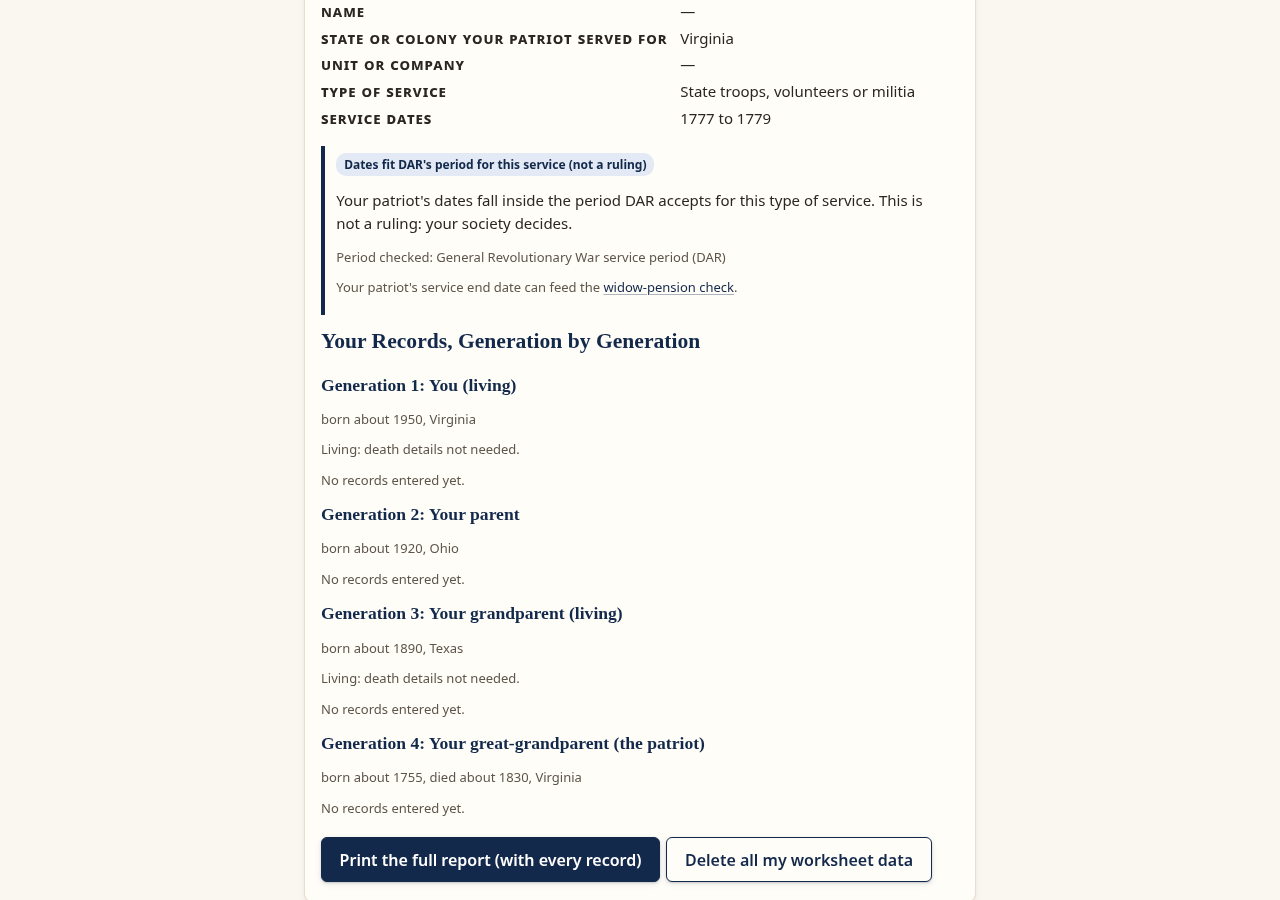 NAME —
STATE OR COLONY YOUR PATRIOT SERVED FOR Virginia
UNIT OR COMPANY —
TYPE OF SERVICE State troops, volunteers or militia
SERVICE DATES 1777 to 1779
Dates fit DAR's period for this service (not a ruling)
Your patriot's dates fall inside the period DAR accepts for this type of service. This is
not a ruling: your society decides.
Period checked: General Revolutionary War service period (DAR)
Your patriot's service end date can feed the widow-pension check.
Your Records, Generation by Generation
Generation 1: You (living)
born about 1950, Virginia
Living: death details not needed.
No records entered yet.
Generation 2: Your parent
born about 1920, Ohio
No records entered yet.
Generation 3: Your grandparent (living)
born about 1890, Texas
Living: death details not needed.
No records entered yet.
Generation 4: Your great-grandparent (the patriot)
born about 1755, died about 1830, Virginia
No records entered yet.
Print the full report (with every record) Delete all my worksheet data